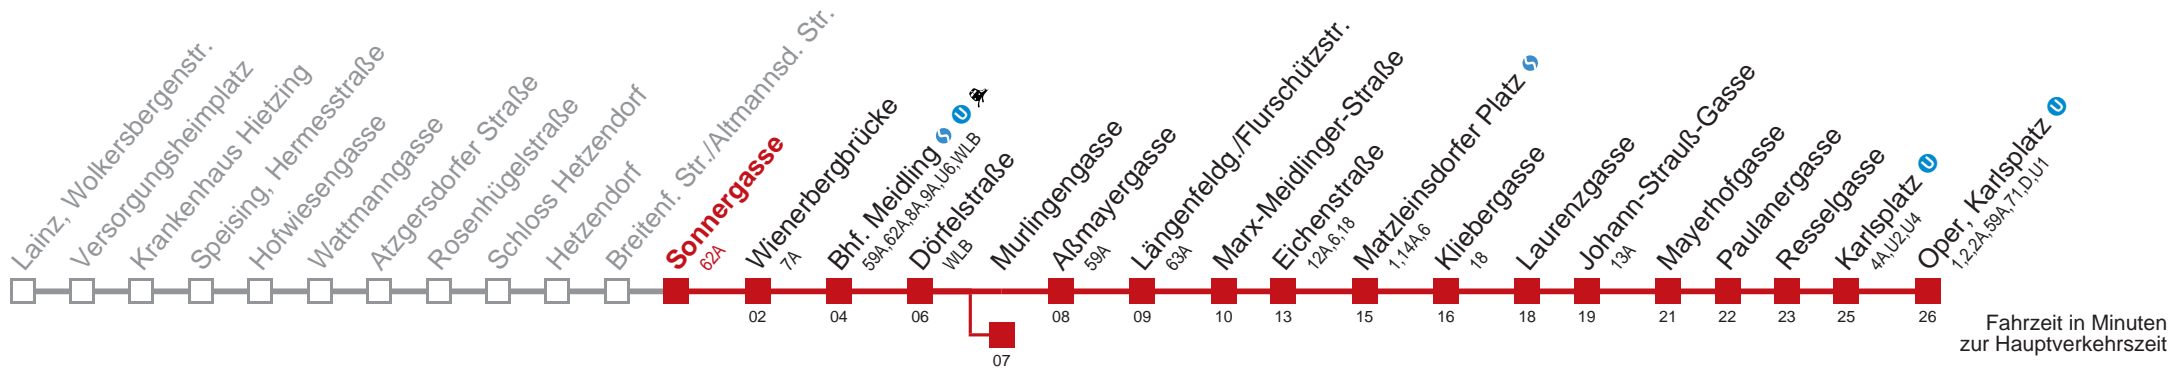 Lainz, Wolkersbergenstr.
Versorgungsheimplatz
Krankenhaus Hietzing
Speising, Hermesstraße
Hofwiesengasse
Wattmanngasse
Atzgersdorfer Straße
Rosenhügelstraße
Schloss Hetzendorf
Hetzendorf
Breitenf. Str./Altmannsd. Str.
Sonnergasse
62A
Wienerbergbrücke
7A
02
Bhf. Meidling S U
59A,62A,8A,9A,U6,WLB
04
Dörfelstraße
WLB
06
Murlingengasse
07
Aßmayergasse
59A
08
Längenfeldg./Flurschützstr.
63A
09
Marx-Meidlinger-Straße
10
Eichenstraße
12A,6,18
13
Matzleinsdorfer Platz S
1,14A,6
15
Kliebergasse
18
16
Laurenzgasse
18
Johann-Strauß-Gasse
13A
19
Mayerhofgasse
21
Paulanergasse
22
Resselgasse
23
Karlsplatz U
4A,U2,U4
25
Oper, Karlsplatz U
1,2,2A,59A,71,D,U1
26
Fahrzeit in Minuten
zur Hauptverkehrszeit